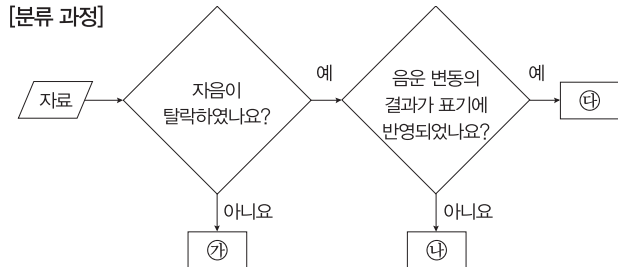 [분류 과정]
자료
자음이
탈락하였나요?
예
음운 변동의
결과가 표기에
반영되었나요?
예
㉰
아니요
아니요
㉮
㉯